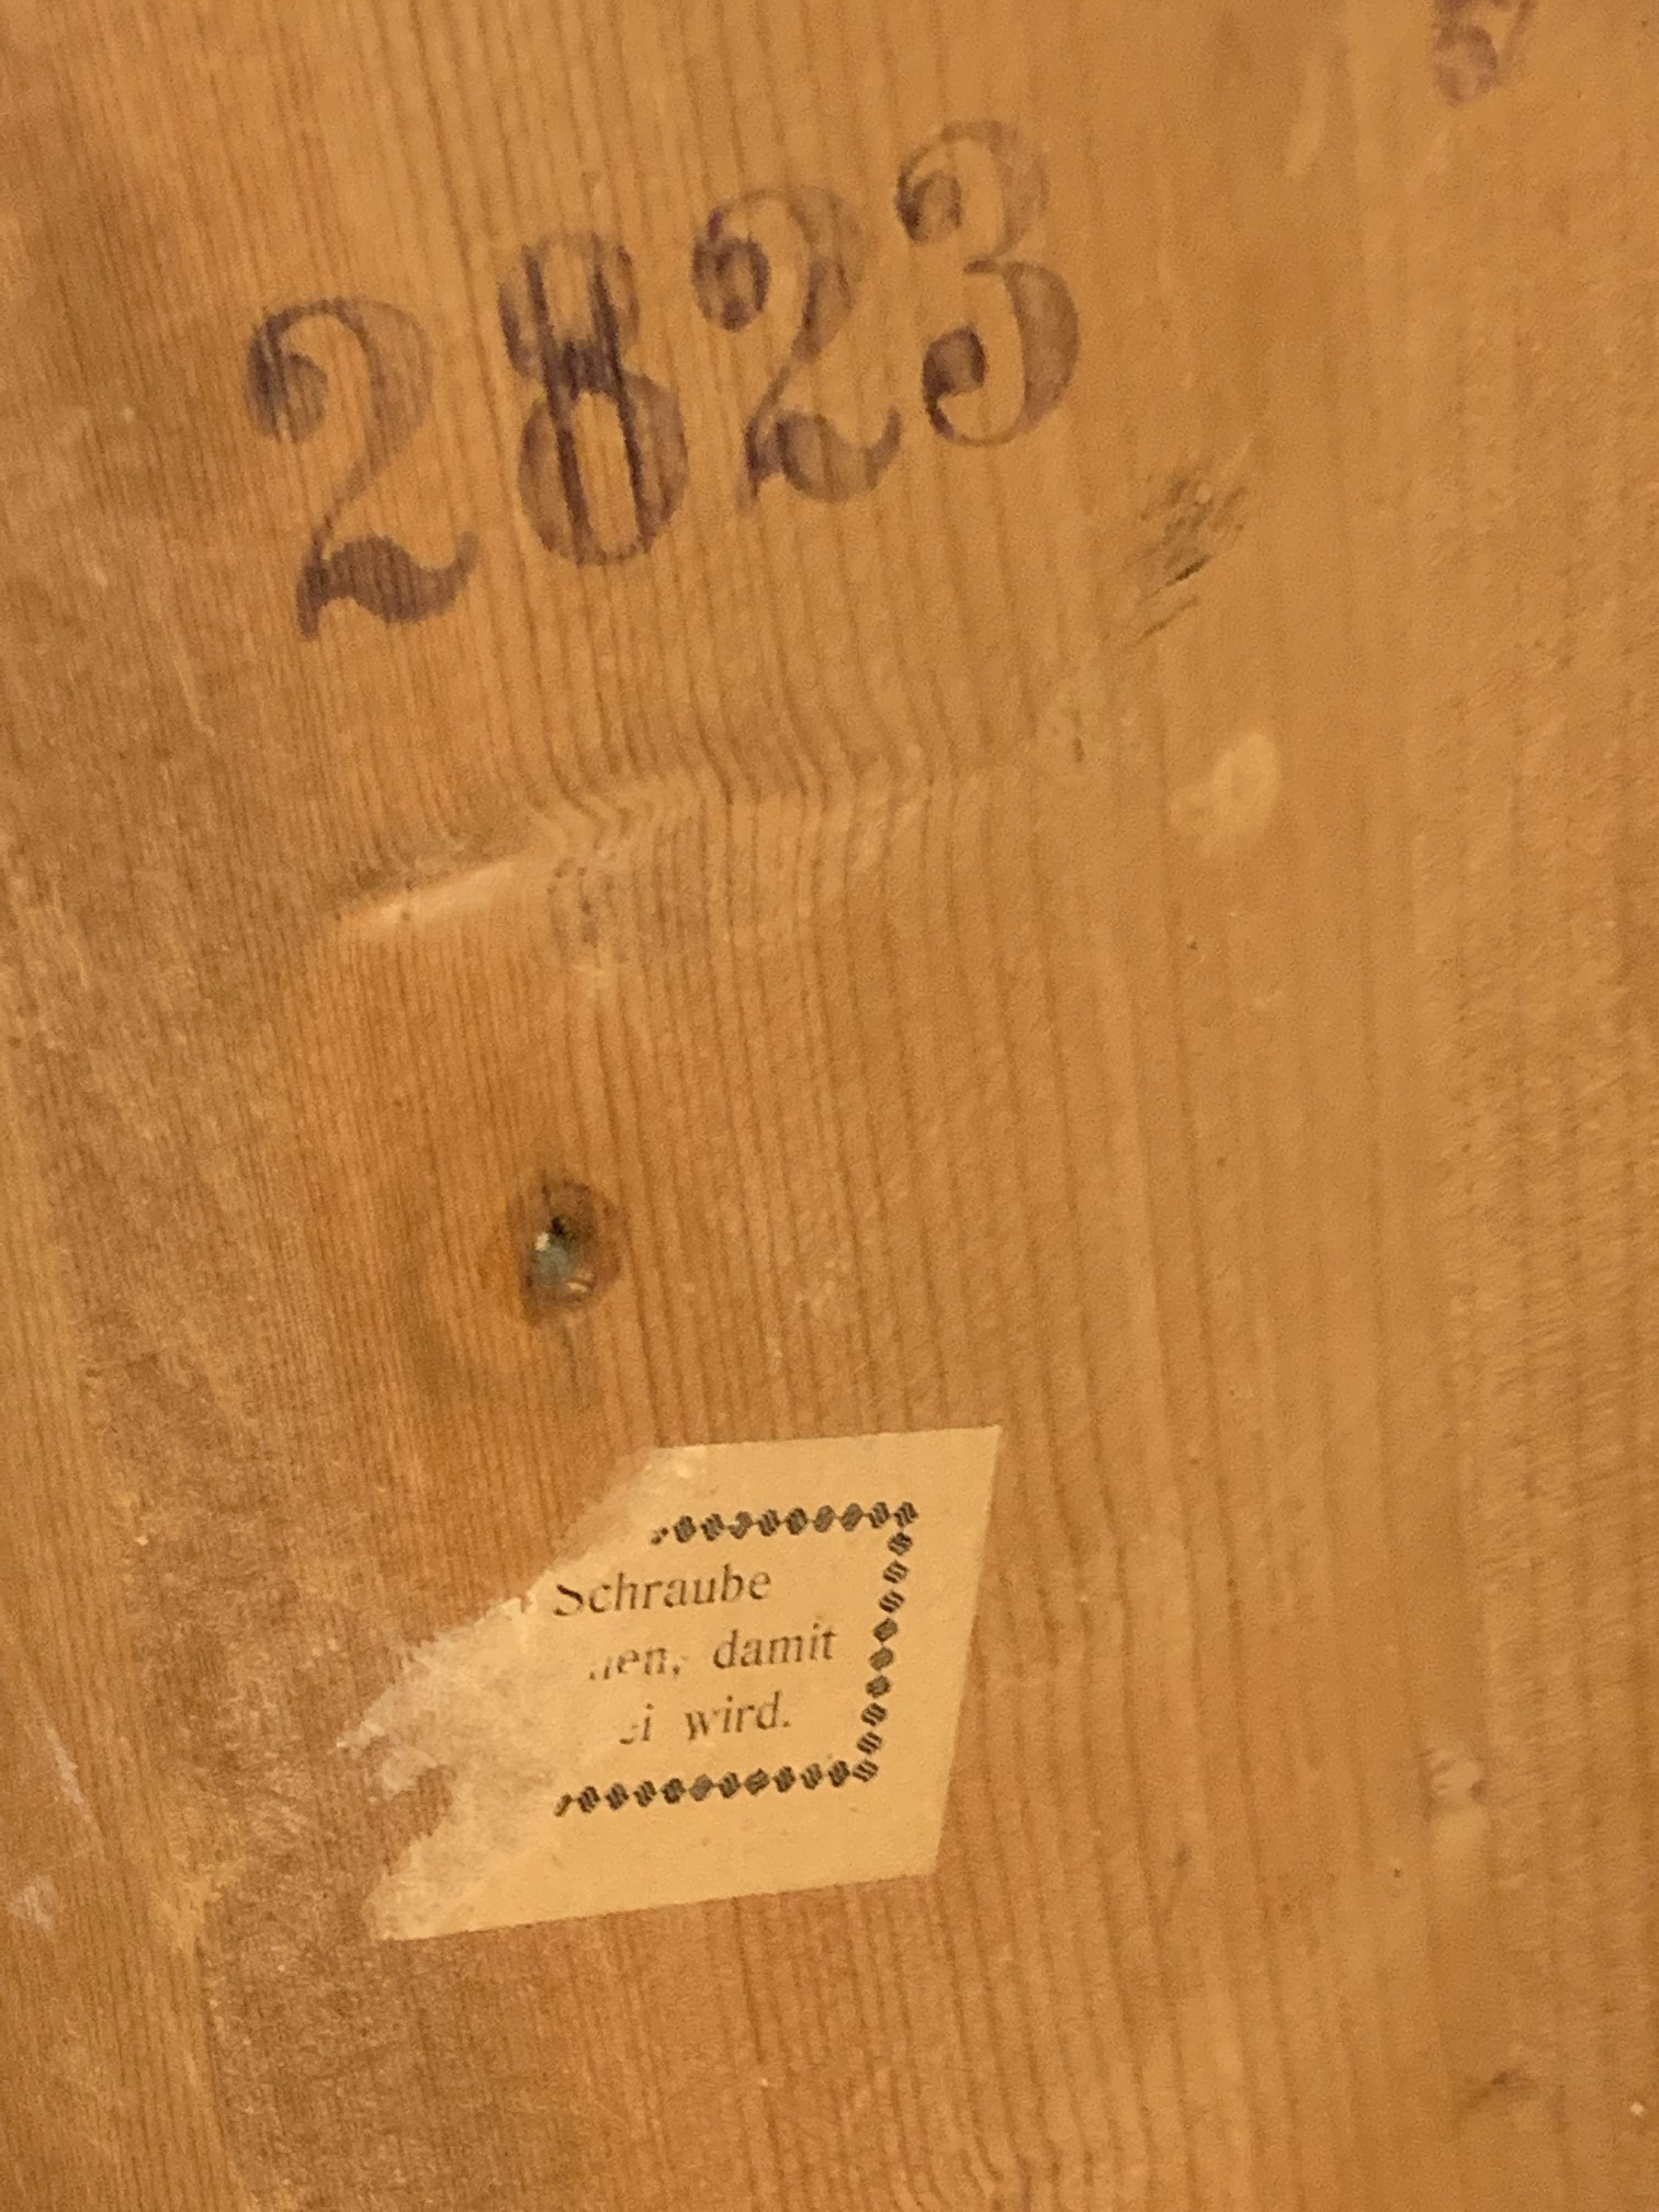 2823
Schraube
damit
wird.